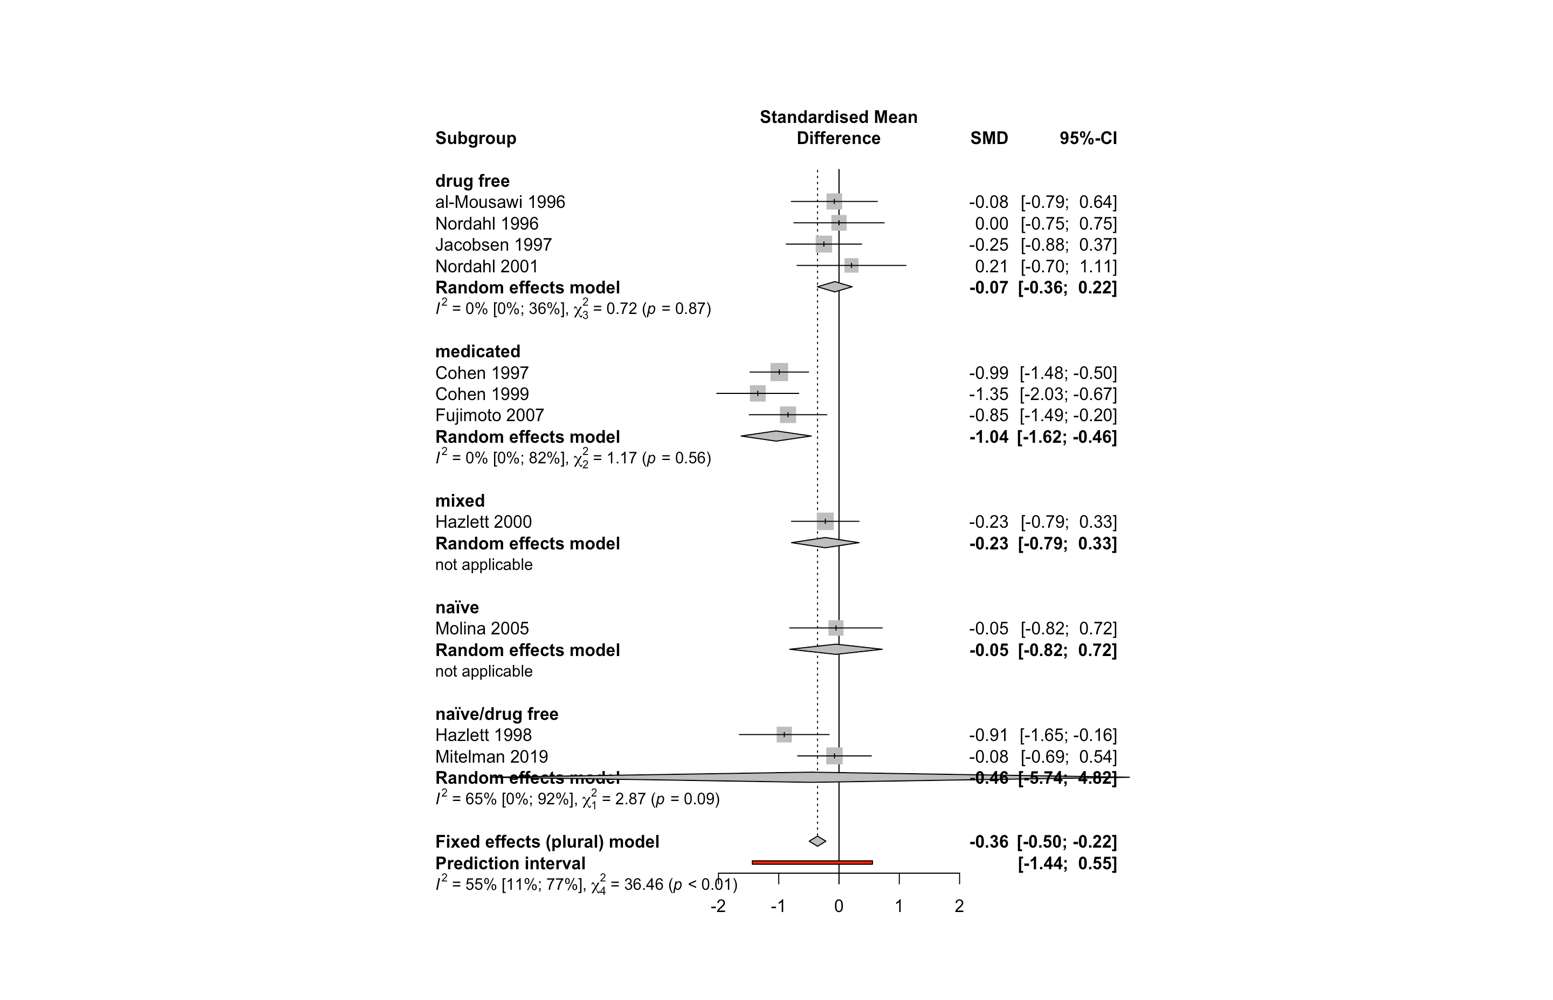 Standardised Mean
Subgroup Difference SMD 95%-CI
drug free
al-Mousawi 1996 -0.08 [-0.79; 0.64]
Nordahl 1996 0.00 [-0.75; 0.75]
Jacobsen 1997 -0.25 [-0.88; 0.37]
Nordahl 2001 0.21 [-0.70; 1.11]
Random effects model -0.07 [-0.36; 0.22]
I² = 0% [0%; 36%], χ²₃ = 0.72 (p = 0.87)
medicated
Cohen 1997 -0.99 [-1.48; -0.50]
Cohen 1999 -1.35 [-2.03; -0.67]
Fujimoto 2007 -0.85 [-1.49; -0.20]
Random effects model -1.04 [-1.62; -0.46]
I² = 0% [0%; 82%], χ²₂ = 1.17 (p = 0.56)
mixed
Hazlett 2000 -0.23 [-0.79; 0.33]
Random effects model -0.23 [-0.79; 0.33]
not applicable
naïve
Molina 2005 -0.05 [-0.82; 0.72]
Random effects model -0.05 [-0.82; 0.72]
not applicable
naïve/drug free
Hazlett 1998 -0.91 [-1.65; -0.16]
Mitelman 2019 -0.08 [-0.69; 0.54]
Random effects model -0.46 [-5.74; 4.82]
I² = 65% [0%; 92%], χ²₁ = 2.87 (p = 0.09)
Fixed effects (plural) model -0.36 [-0.50; -0.22]
Prediction interval [-1.44; 0.55]
I² = 55% [11%; 77%], χ²₄ = 36.46 (p < 0.01)
-2 -1 0 1 2